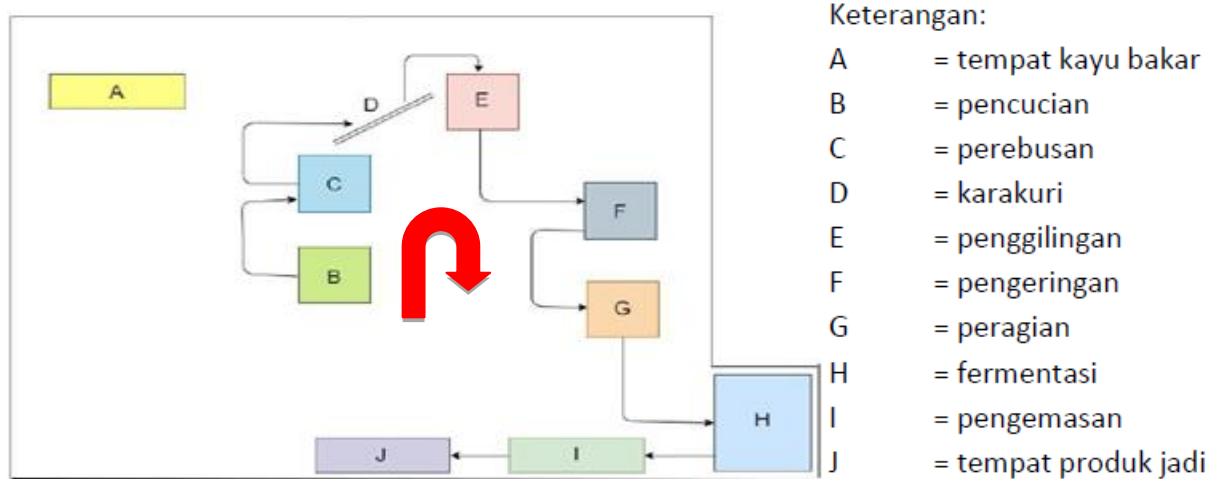 A
D
E
C
F
B
G
H
J
I
Keterangan:
A = tempat kayu bakar
B = pencucian
C = perebusan
D = karakuri
E = penggilingan
F = pengeringan
G = peragian
H = fermentasi
I = pengemasan
J = tempat produk jadi